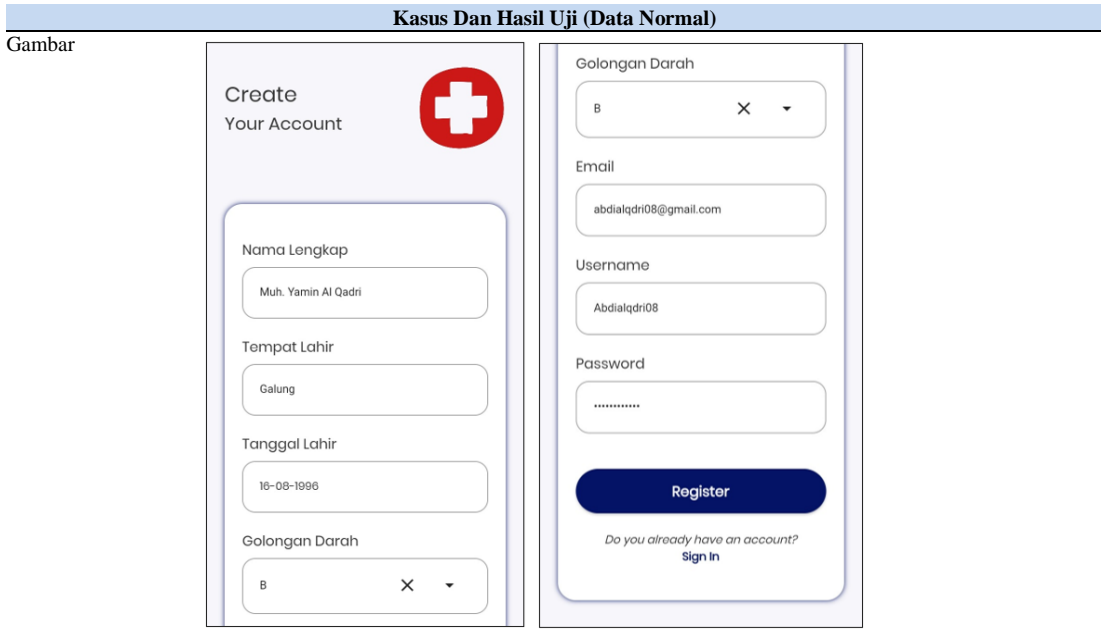 Kasus Dan Hasil Uji (Data Normal)
Gambar
Create
Your Account
Nama Lengkap
Muh. Yamin Al Qadri
Tempat Lahir
Galung
Tanggal Lahir
16-08-1996
Golongan Darah
B
Golongan Darah
B
Email
abdialqdri08@gmail.com
Username
Abdialqdri08
Password
••••••••••••
Register
Do you already have an account?
Sign In